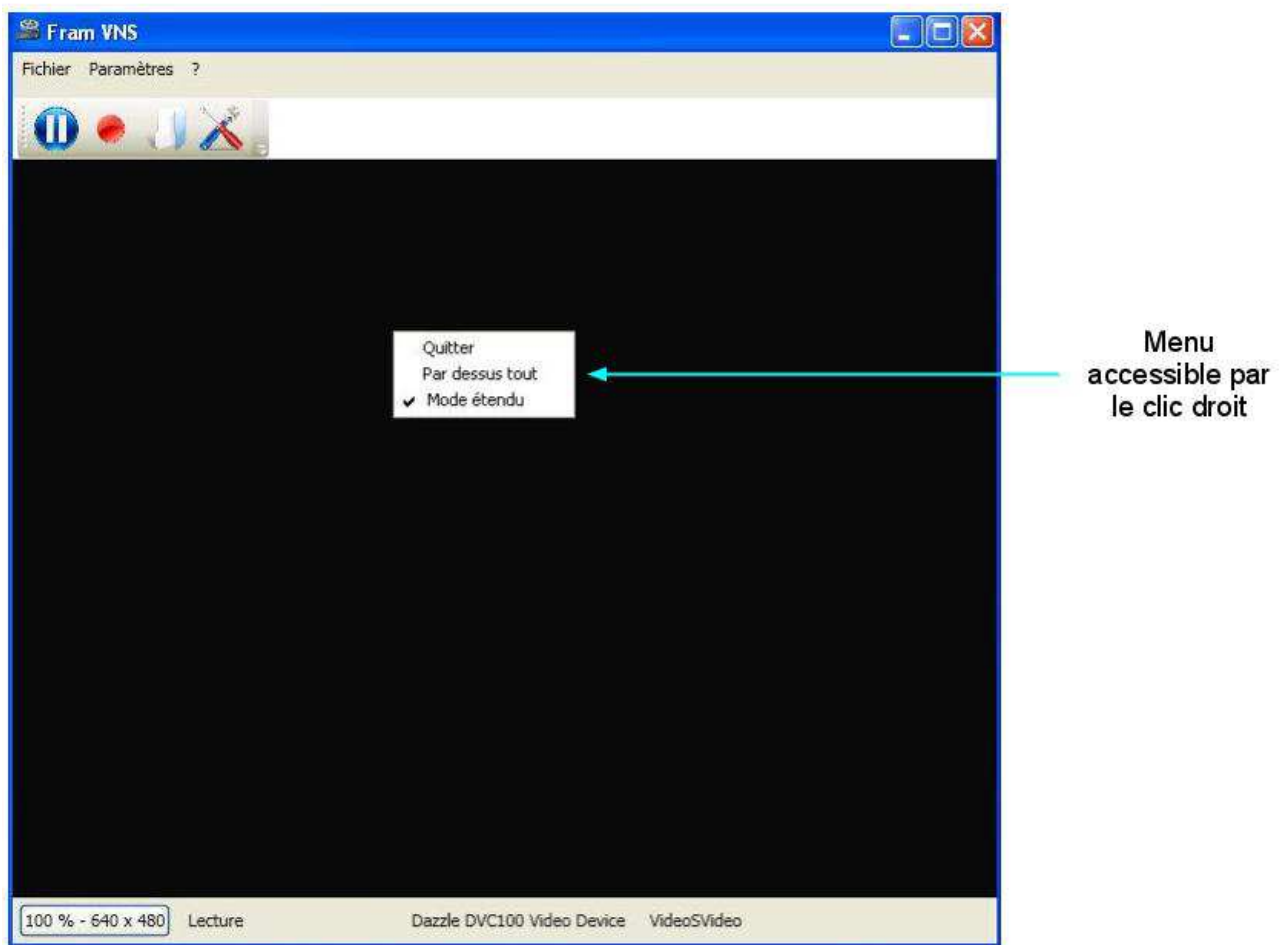 Fram VNS
Fichier Paramètres ?
Quitter
Par dessus tout
Mode étendu
Menu
accessible par
le clic droit
100 % - 640 x 480 Lecture Dazzle DVC100 Video Device VideoSVideo